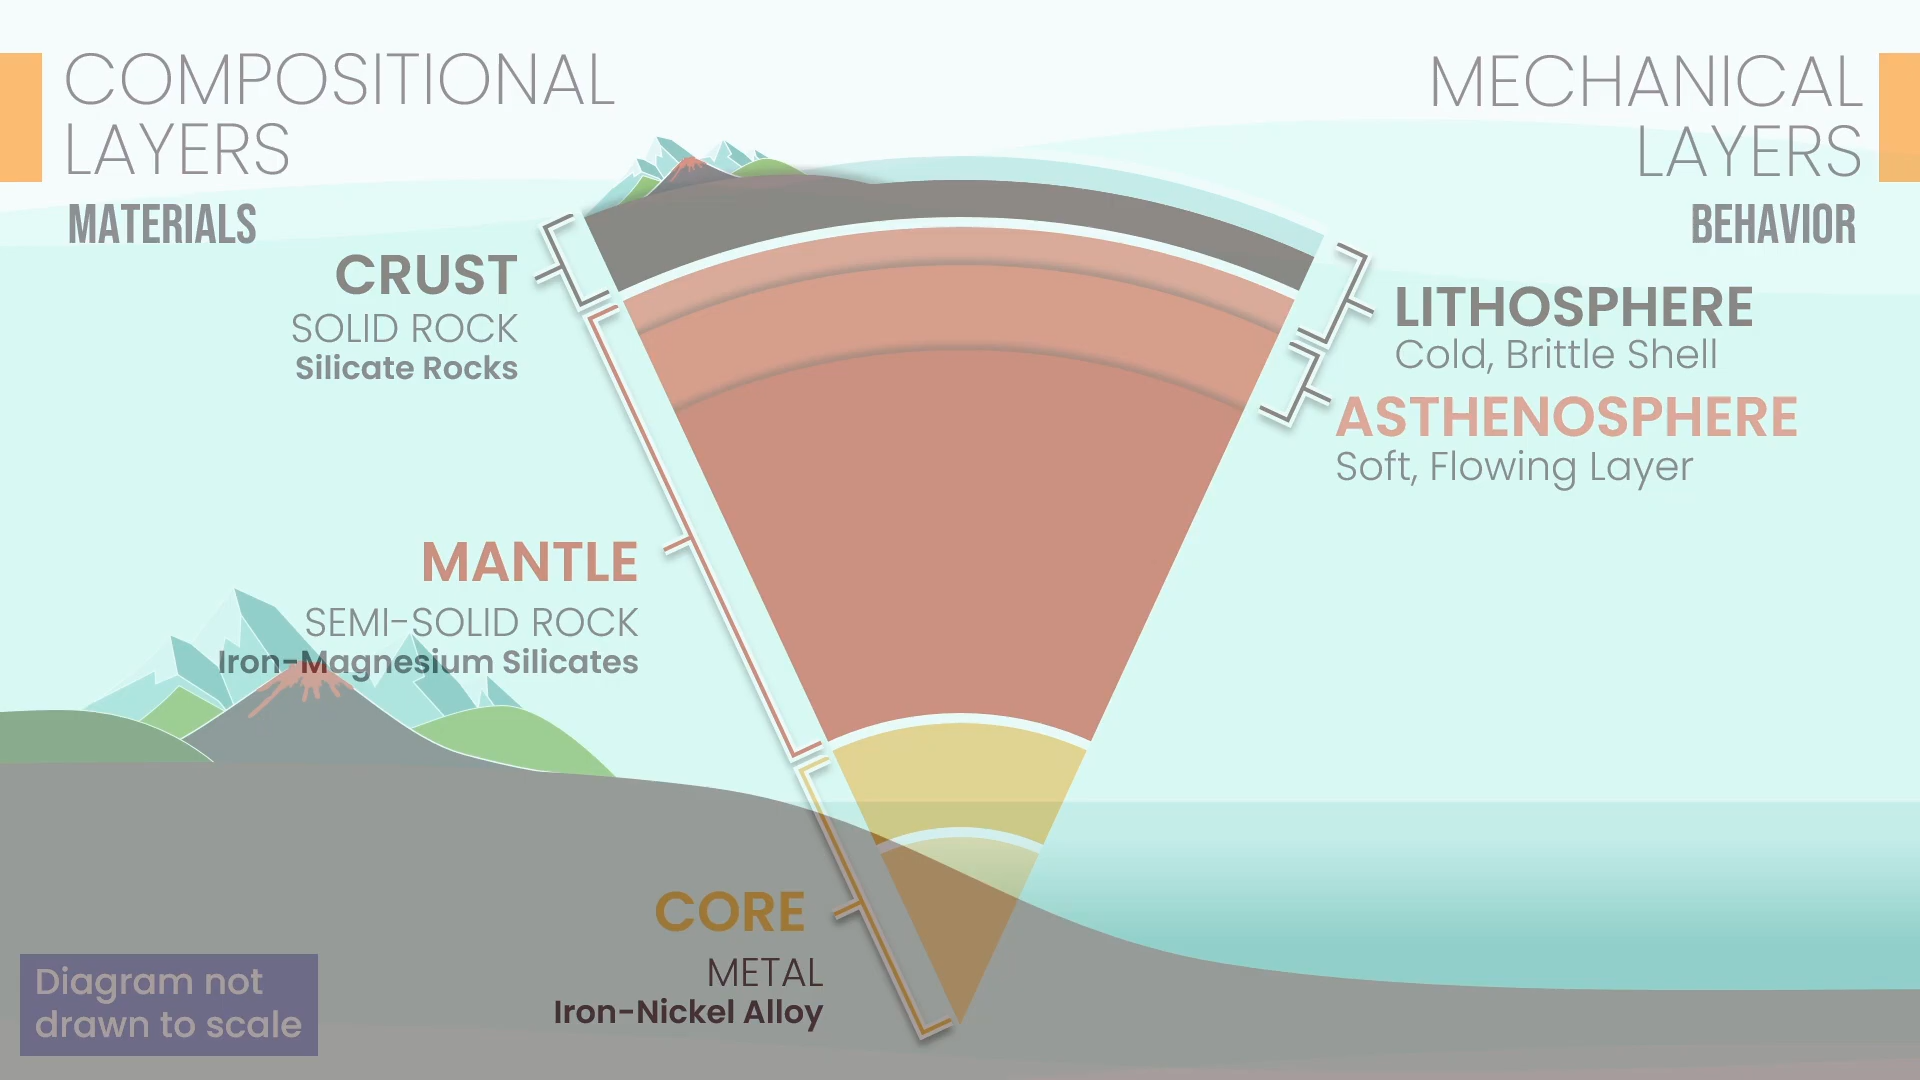 COMPOSITIONAL
LAYERS
MATERIALS
CRUST
SOLID ROCK
Silicate Rocks
MANTLE
SEMI-SOLID ROCK
Iron-Magnesium Silicates
CORE
METAL
Iron-Nickel Alloy
MECHANICAL
LAYERS
BEHAVIOR
LITHOSPHERE
Cold, Brittle Shell
ASTHENOSPHERE
Soft, Flowing Layer
Diagram not
drawn to scale